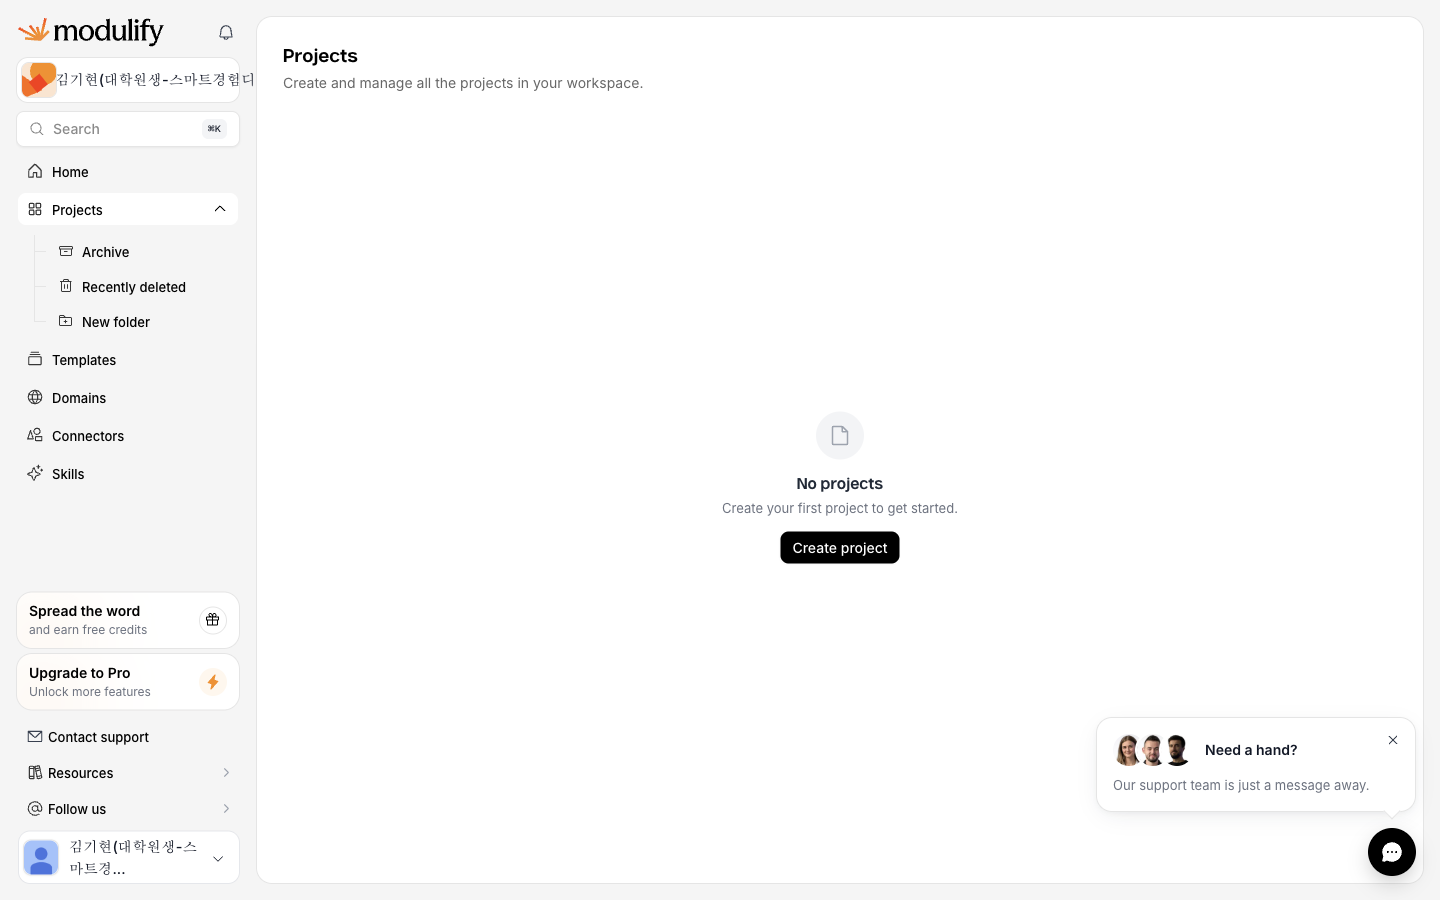 modulify
김기현(대학원생-스마트경험디
Search
⌘K
Home
Projects
Archive
Recently deleted
New folder
Templates
Domains
Connectors
Skills
Spread the word
and earn free credits
Upgrade to Pro
Unlock more features
Contact support
Resources
Follow us
김기현(대학원생-스
마트경...
Projects
Create and manage all the projects in your workspace.
No projects
Create your first project to get started.
Create project
Need a hand?
Our support team is just a message away.